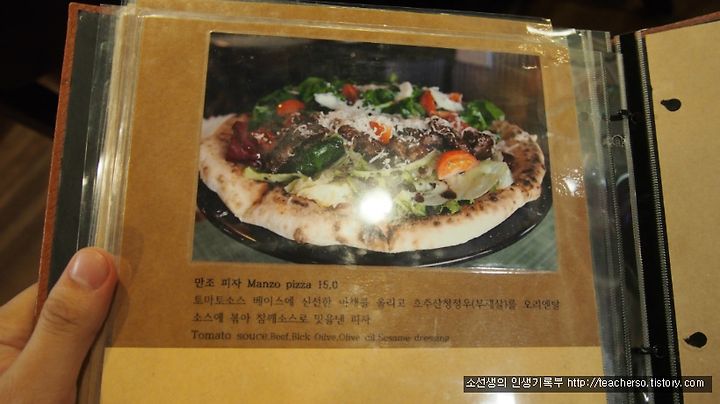 만조 피자 Manzo pizza 15.0
토마토소스 베이스에 신선한 야채를 올리고 호주산청정우(부채살)를 오리엔탈
소스에 볶아 참깨소스로 맛을낸 피자
Tomato souce,Beef,Blck Oilve,Olive oil,Sesame dressing
소선생의 인생기록부 http://teacherso.tistory.com